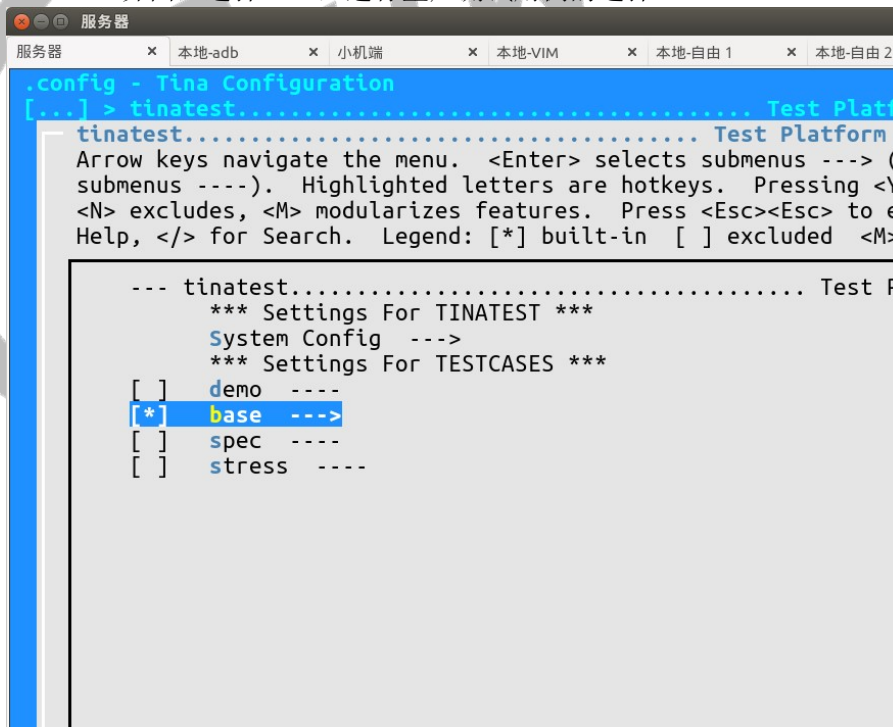 服务器
服务器 × 本地-adb × 小机端 × 本地-VIM × 本地-自由 1 × 本地-自由 2
.config - Tina Configuration
[...] > tinatest....................................... Test Platf
tinatest....................................... Test Platform
Arrow keys navigate the menu.  <Enter> selects submenus ---> (
submenus ----).  Highlighted letters are hotkeys.  Pressing <Y
<N> excludes, <M> modularizes features.  Press <Esc><Esc> to e
Help, </> for Search.  Legend: [*] built-in  [ ] excluded  <M>
--- tinatest....................................... Test P
*** Settings For TINATEST ***
System Config  --->
*** Settings For TESTCASES ***
[ ]   demo  ----
[*]   base  --->
[ ]   spec  ----
[ ]   stress  ----